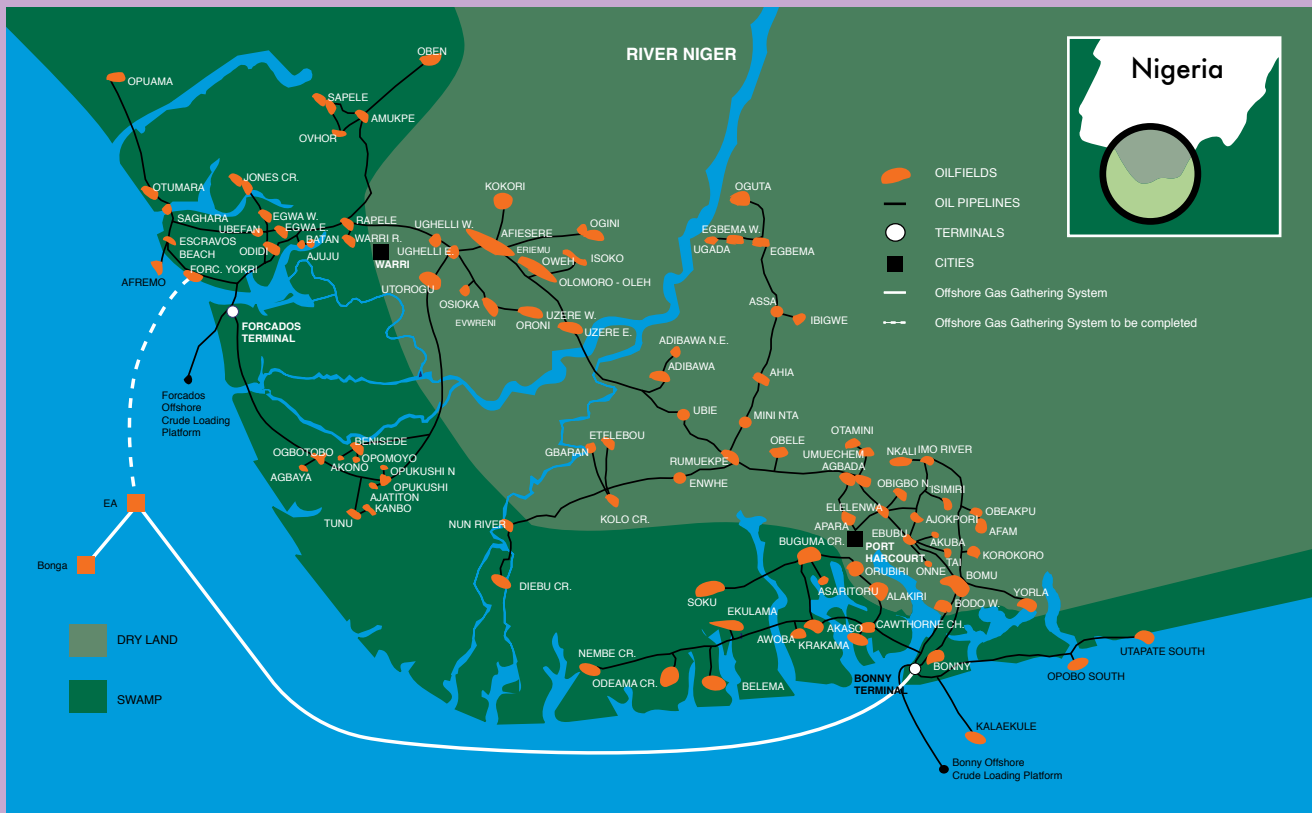 RIVER NIGER
Nigeria
OILFIELDS
OIL PIPELINES
TERMINALS
CITIES
Offshore Gas Gathering System
Offshore Gas Gathering System to be completed
OBEN
OPUAMA
SAPELE
AMUKPE
OVHOR
OTUMARA
JONES CR.
KOKORI
OGUTA
SAGHARA
EGWA W.
RAPELE
UGHELLI W.
AFIESERE
OGINI
UBEFAN
EGWA E.
EGBEMA W.
ESCRAVOS
BEACH
ODIDI
BATAN
WARRI R.
UGHELLI E.
ERIEMU
UGADA
EGBEMA
AJUJU
WARRI
OWEH
ISOKO
FORC. YOKRI
AFREMO
UTOROGU
OLOMORO - OLEH
OSIOKA
EVWRENI
ORONI
UZERE W.
UZERE E.
ASSA
IBIGWE
FORCADOS
TERMINAL
ADIBAWA N.E.
ADIBAWA
AHIA
Forcados
Offshore
Crude Loading
Platform
UBIE
MINI NTA
BENISEDE
OGBOTOBO
OPOMOYO
AKONO
AGBAYA
OPUKUSHI N
OPUKUSHI
AJATITON
KANBO
TUNU
ETELEBOU
GBARAN
RUMUEKPE
OBELE
OTAMINI
UMUECHEM
AGBADA
NKALI
IMO RIVER
ENWHE
OBIGBO N.
ISIMIRI
KOLO CR.
NUN RIVER
ELELENWA
AJOKPORI
OBEAKPU
APARA
EBUBU
AFAM
EA
BUGUMA CR.
PORT
HARCOURT
AKUBA
TAI
KOROKORO
Bonga
DIEBU CR.
ORUBIRI
ONNE
BOMU
SOKU
ASARITORU
ALAKIRI
BODO W.
YORLA
EKULAMA
AWOBA
AKASO
KRAKAMA
CAWTHORNE CH.
DRY LAND
NEMBE CR.
ODEAMA CR.
BELEMA
BONNY
BONNY
TERMINAL
UTAPATE SOUTH
OPOBO SOUTH
SWAMP
KALAEKULE
Bonny Offshore
Crude Loading Platform